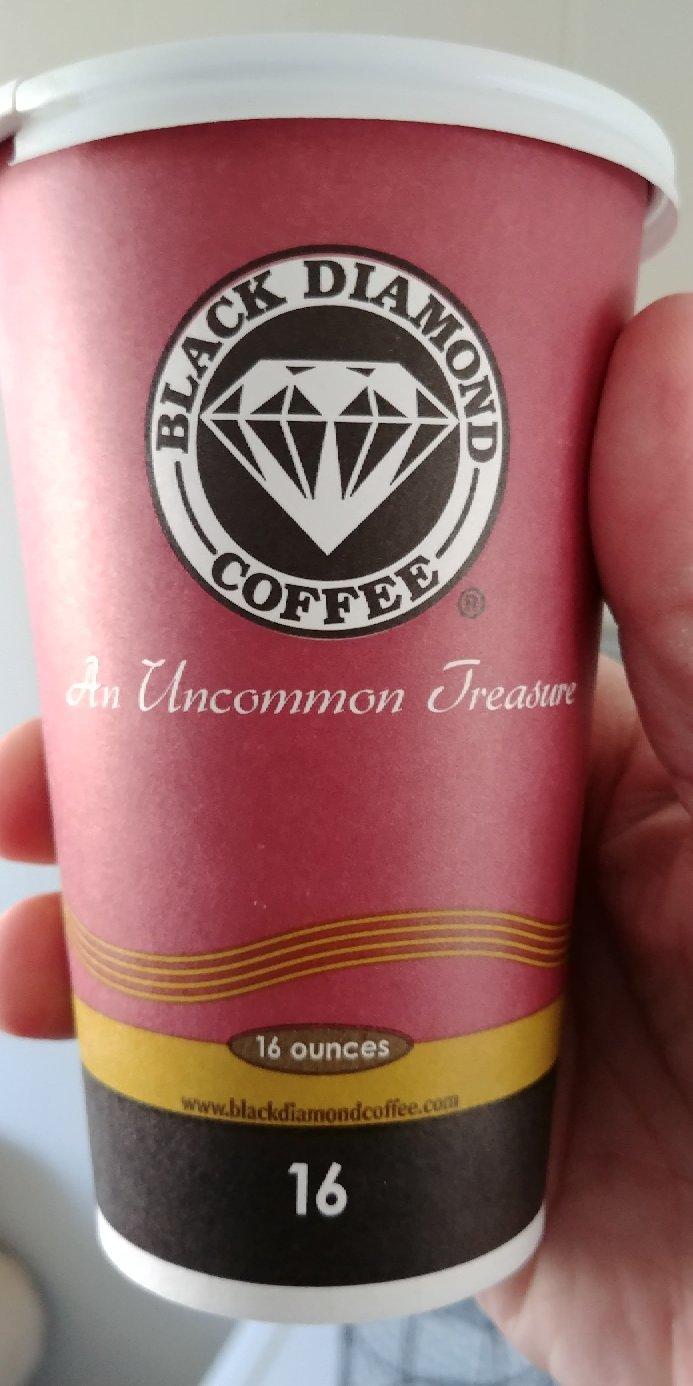 BLACK DIAMOND
COFFEE
®
An Uncommon Treasure
16 ounces
www.blackdiamondcoffee.com
16